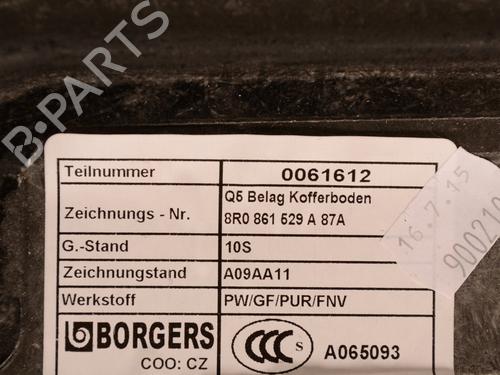 B-PARTS
Teilnummer 0061612
Zeichnungs - Nr. Q5 Belag Kofferboden
8R0 861 529 A 87A
G.-Stand 10S
Zeichnungstand A09AA11
Werkstoff PW/GF/PUR/FNV
BORGERS
COO: CZ
CCC S
A065093
16.7.15